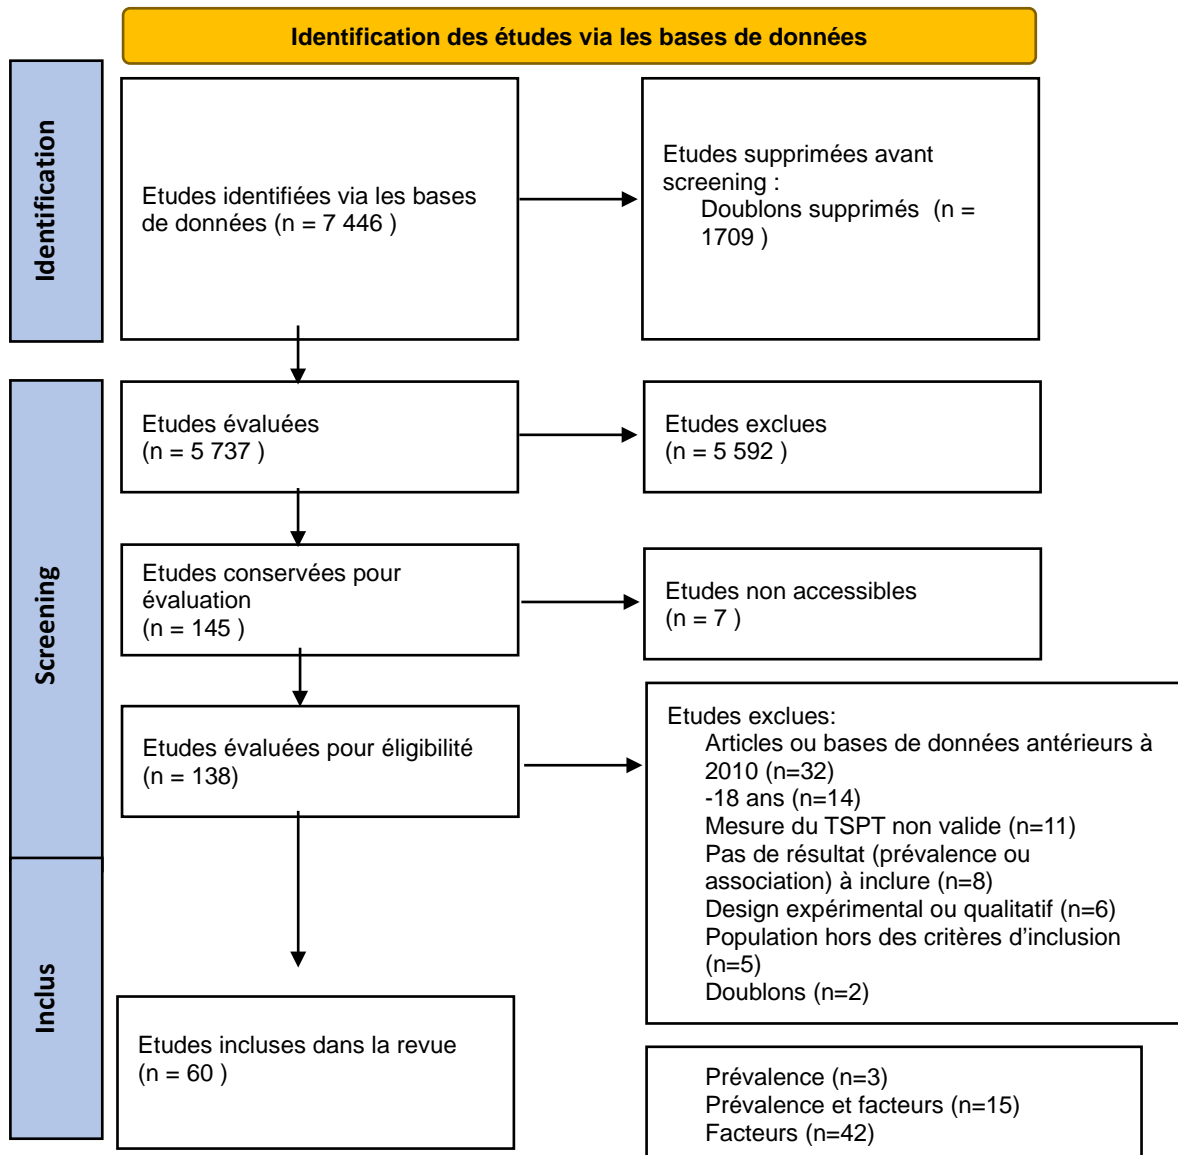 Identification des études via les bases de données
Identification
Etudes identifiées via les bases
de données (n = 7 446 )
Etudes supprimées avant
screening :
Doublons supprimés  (n =
1709 )
Screening
Etudes évaluées
(n = 5 737 )
Etudes exclues
(n = 5 592 )
Etudes conservées pour
évaluation
(n = 145 )
Etudes non accessibles
(n = 7 )
Etudes évaluées pour éligibilité
(n = 138)
Etudes exclues:
Articles ou bases de données antérieurs à
2010 (n=32)
-18 ans (n=14)
Mesure du TSPT non valide (n=11)
Pas de résultat (prévalence ou
association) à inclure (n=8)
Design expérimental ou qualitatif (n=6)
Population hors des critères d’inclusion
(n=5)
Doublons (n=2)
Inclus
Etudes incluses dans la revue
(n = 60 )
Prévalence (n=3)
Prévalence et facteurs (n=15)
Facteurs (n=42)